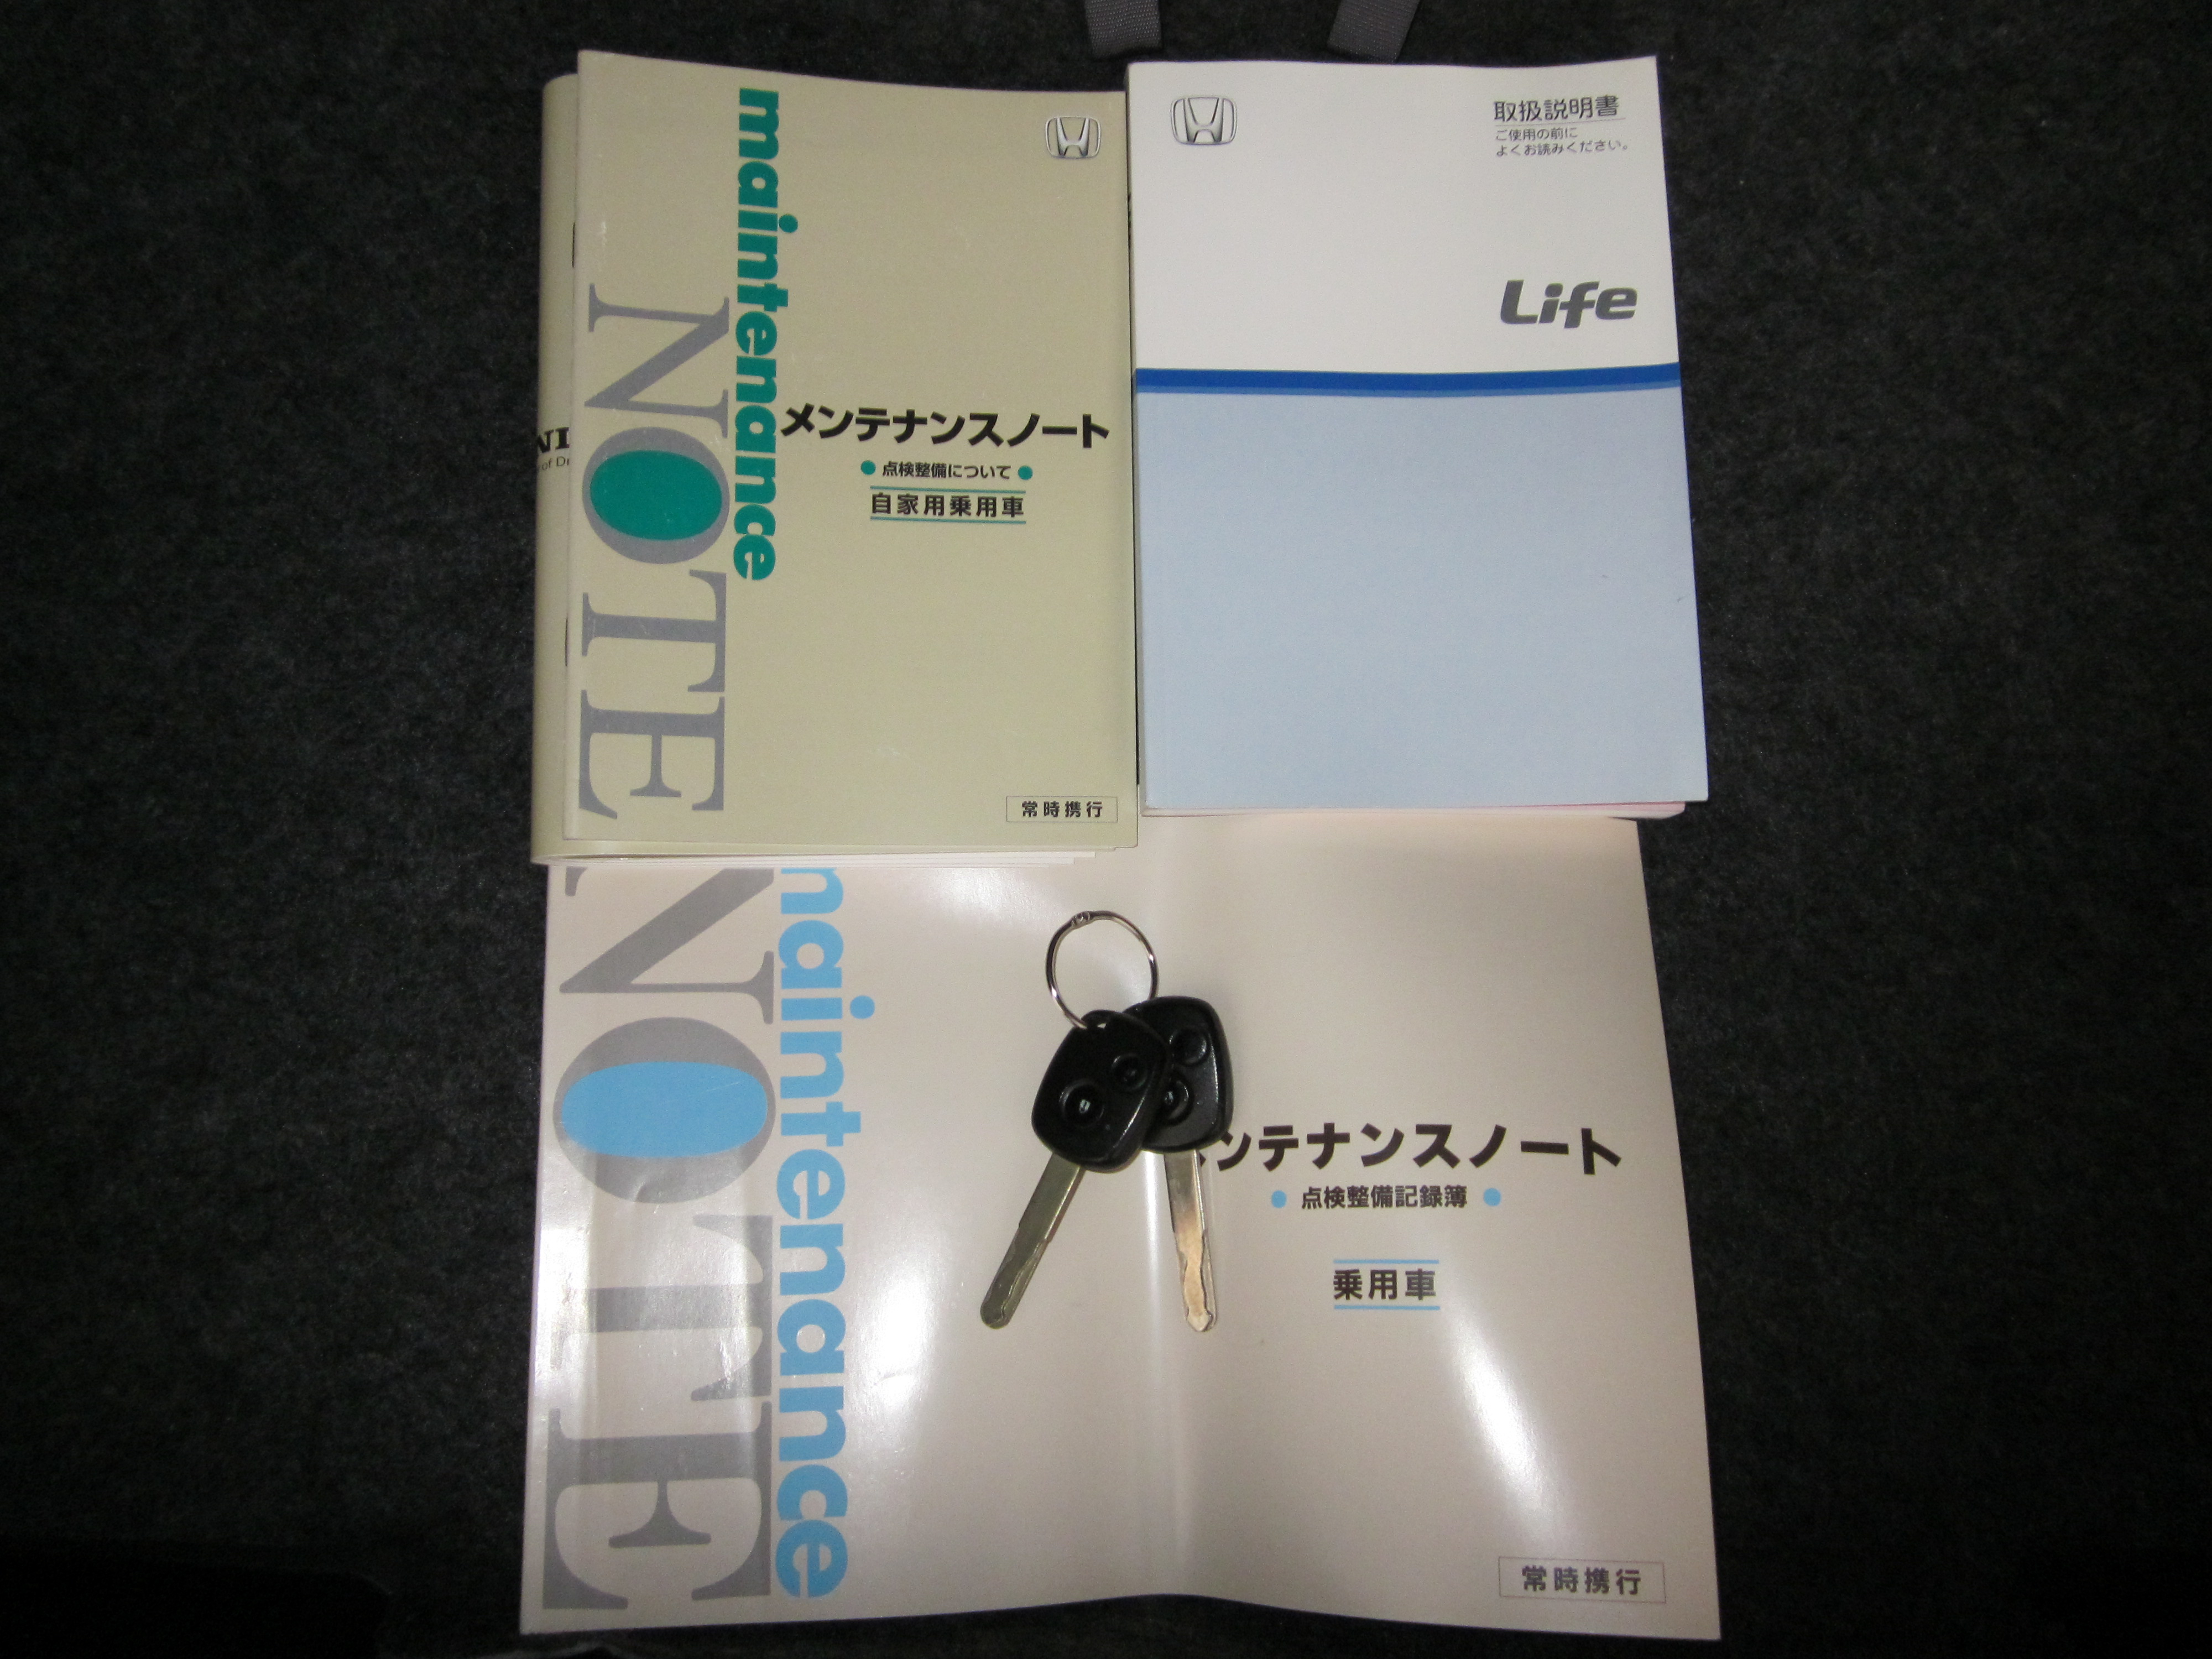 maintenance
NOTE
メンテナンスノート
● 点検整備について ●
自家用乗用車
常時携行
取扱説明書
ご使用の前に
よくお読みください。
Life
maintenance
NOTE
ンテナンスノート
● 点検整備記録簿 ●
乗用車
常時携行